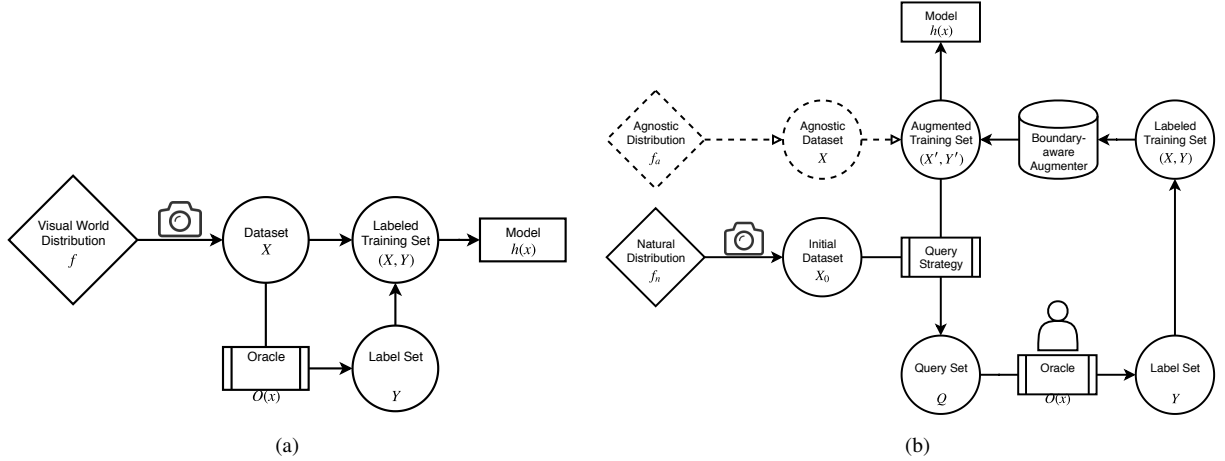 Visual World
Distribution
f
Dataset
X
Labeled
Training Set
(X, Y)
Model
h(x)
Oracle
O(x)
Label Set
Y
(a)
Model
h(x)
Agnostic
Distribution
fₐ
Agnostic
Dataset
X
Augmented
Training Set
(X′, Y′)
Boundary-
aware
Augmenter
Labeled
Training Set
(X, Y)
Natural
Distribution
fₙ
Initial
Dataset
X₀
Query
Strategy
Query Set
Q
Oracle
O(x)
Label Set
Y
(b)